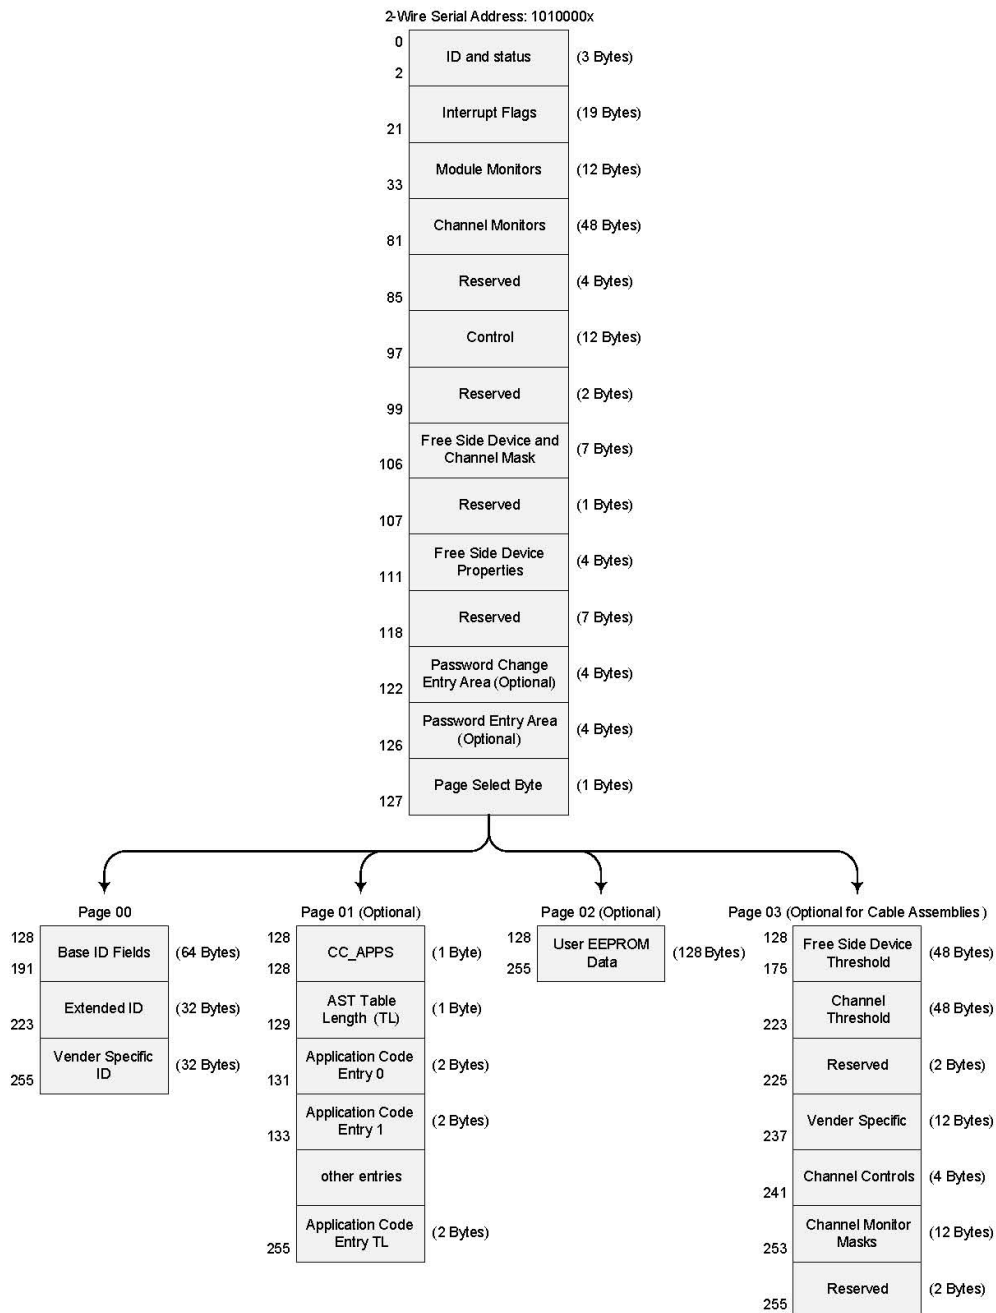 2-Wire Serial Address: 1010000x
0
ID and status (3 Bytes)
2
Interrupt Flags (19 Bytes)
21
Module Monitors (12 Bytes)
33
Channel Monitors (48 Bytes)
81
Reserved (4 Bytes)
85
Control (12 Bytes)
97
Reserved (2 Bytes)
99
Free Side Device and
Channel Mask (7 Bytes)
106
Reserved (1 Bytes)
107
Free Side Device
Properties (4 Bytes)
111
Reserved (7 Bytes)
118
Password Change
Entry Area (Optional) (4 Bytes)
122
Password Entry Area
(Optional) (4 Bytes)
126
Page Select Byte (1 Bytes)
127
Page 00
128
Base ID Fields (64 Bytes)
191
Extended ID (32 Bytes)
223
Vender Specific
ID (32 Bytes)
255
Page 01 (Optional)
128
CC_APPS (1 Byte)
128
AST Table
Length (TL) (1 Byte)
129
Application Code
Entry 0 (2 Bytes)
131
Application Code
Entry 1 (2 Bytes)
133
other entries
Application Code
Entry TL (2 Bytes)
255
Page 02 (Optional)
128
User EEPROM
Data (128 Bytes)
255
Page 03 (Optional for Cable Assemblies )
128
Free Side Device
Threshold (48 Bytes)
175
Channel
Threshold (48 Bytes)
223
Reserved (2 Bytes)
225
Vender Specific (12 Bytes)
237
Channel Controls (4 Bytes)
241
Channel Monitor
Masks (12 Bytes)
253
Reserved (2 Bytes)
255